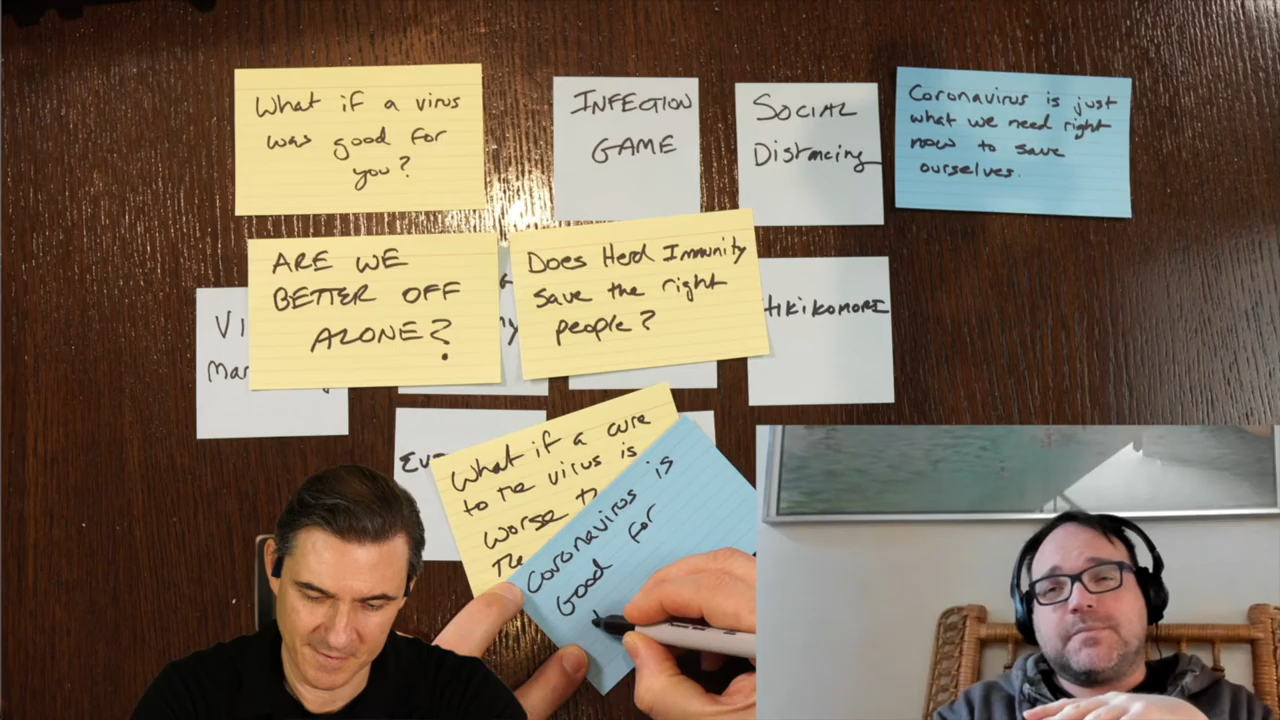 What if a virus
was good for
you?
INFECTION
GAME
SOCIAL
Distancing
Coronavirus is just
what we need right
now to save
ourselves.
ARE WE
BETTER OFF
ALONE?
Does Herd Immunity
Save the right
people?
HIKIKOMORI
What if a cure
to the virus is
worse
The
Coronavirus is
Good for